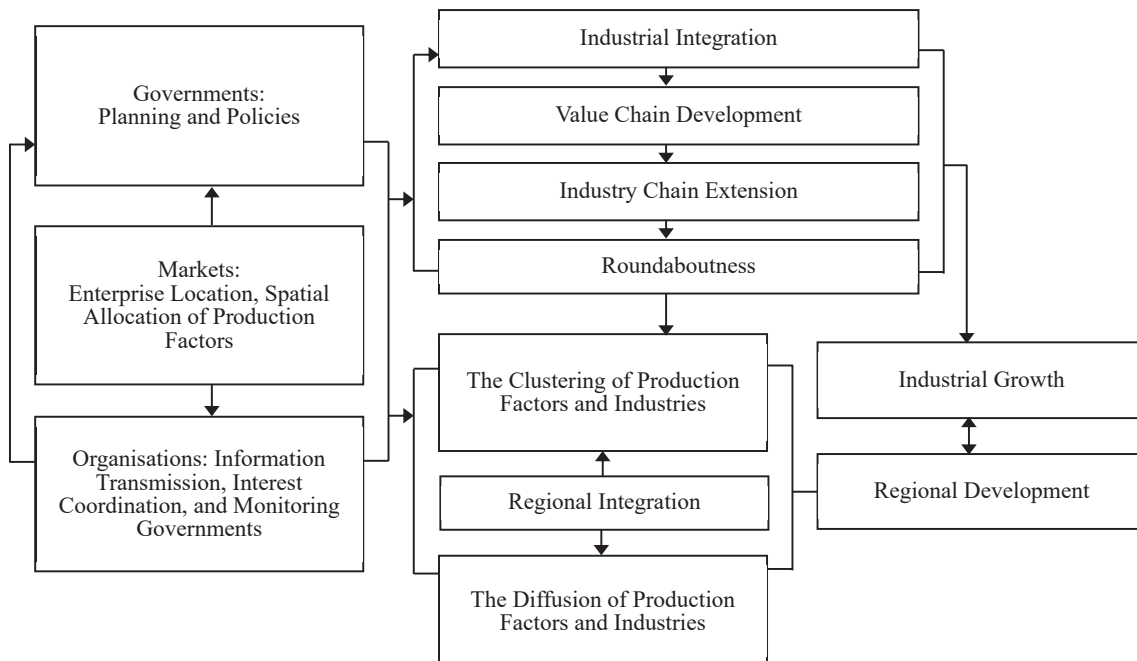 Governments:
Planning and Policies
Markets:
Enterprise Location, Spatial
Allocation of Production
Factors
Organisations: Information
Transmission, Interest
Coordination, and Monitoring
Governments
Industrial Integration
Value Chain Development
Industry Chain Extension
Roundaboutness
The Clustering of Production
Factors and Industries
Regional Integration
The Diffusion of Production
Factors and Industries
Industrial Growth
Regional Development